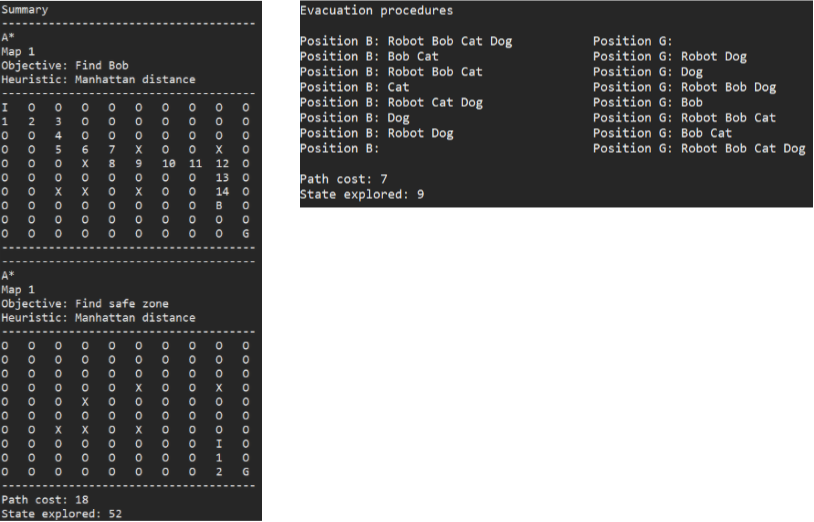 Summary
----------------------------------------
A*
Map 1
Objective: Find Bob
Heuristic: Manhattan distance
----------------------------------------
I O O O O O O O O O
1 2 3 O O O O O O O
O O 4 O O O O O O O
O O 5 6 7 X O O X O
O O O X 8 9 10 11 12 O
O O O O O O O O 13 O
O O X X O X O O 14 O
O O O O O O O O B O
O O O O O O O O O O
O O O O O O O O O G
----------------------------------------
----------------------------------------
A*
Map 1
Objective: Find safe zone
Heuristic: Manhattan distance
----------------------------------------
O O O O O O O O O O
O O O O O O O O O O
O O O O O O O O O O
O O O O O X O O X O
O O O X O O O O O O
O O O O O O O O O O
O O X X O X O O O O
O O O O O O O O I O
O O O O O O O O 1 O
O O O O O O O O 2 G
----------------------------------------
Path cost: 18
State explored: 52
Evacuation procedures
Position B: Robot Bob Cat Dog Position G:
Position B: Bob Cat Position G: Robot Dog
Position B: Robot Bob Cat Position G: Dog
Position B: Cat Position G: Robot Bob Dog
Position B: Robot Cat Dog Position G: Bob
Position B: Dog Position G: Robot Bob Cat
Position B: Robot Dog Position G: Bob Cat
Position B: Position G: Robot Bob Cat Dog
Path cost: 7
State explored: 9